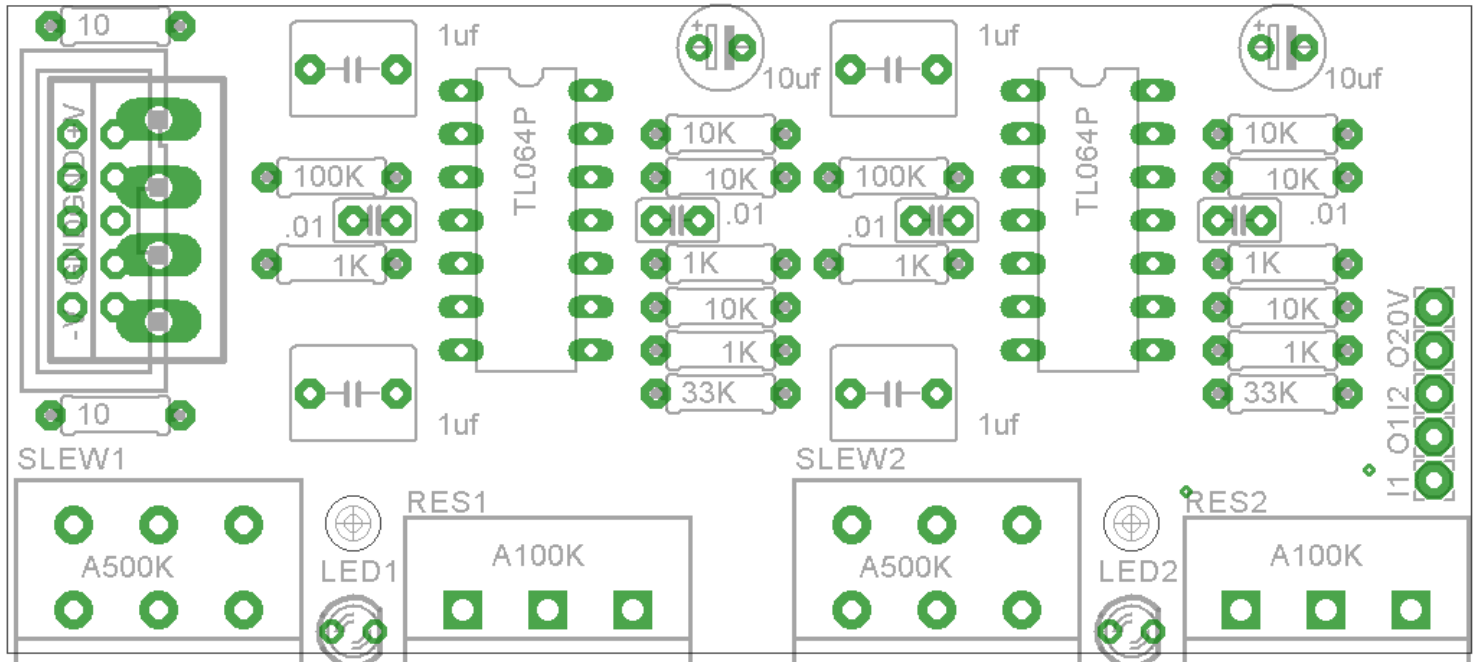 10
1uf
+
10uf
1uf
+
10uf
+V
GND
GND
-V
TL064P
10K
TL064P
10K
100K
10K
100K
10K
.01
.01
.01
.01
1K
1K
1K
1K
10K
10K
1K
1K
33K
33K
10
1uf
1uf
0V
O2
I2
O1
I1
SLEW1
SLEW2
RES1
RES2
A500K
LED1
A100K
A500K
LED2
A100K